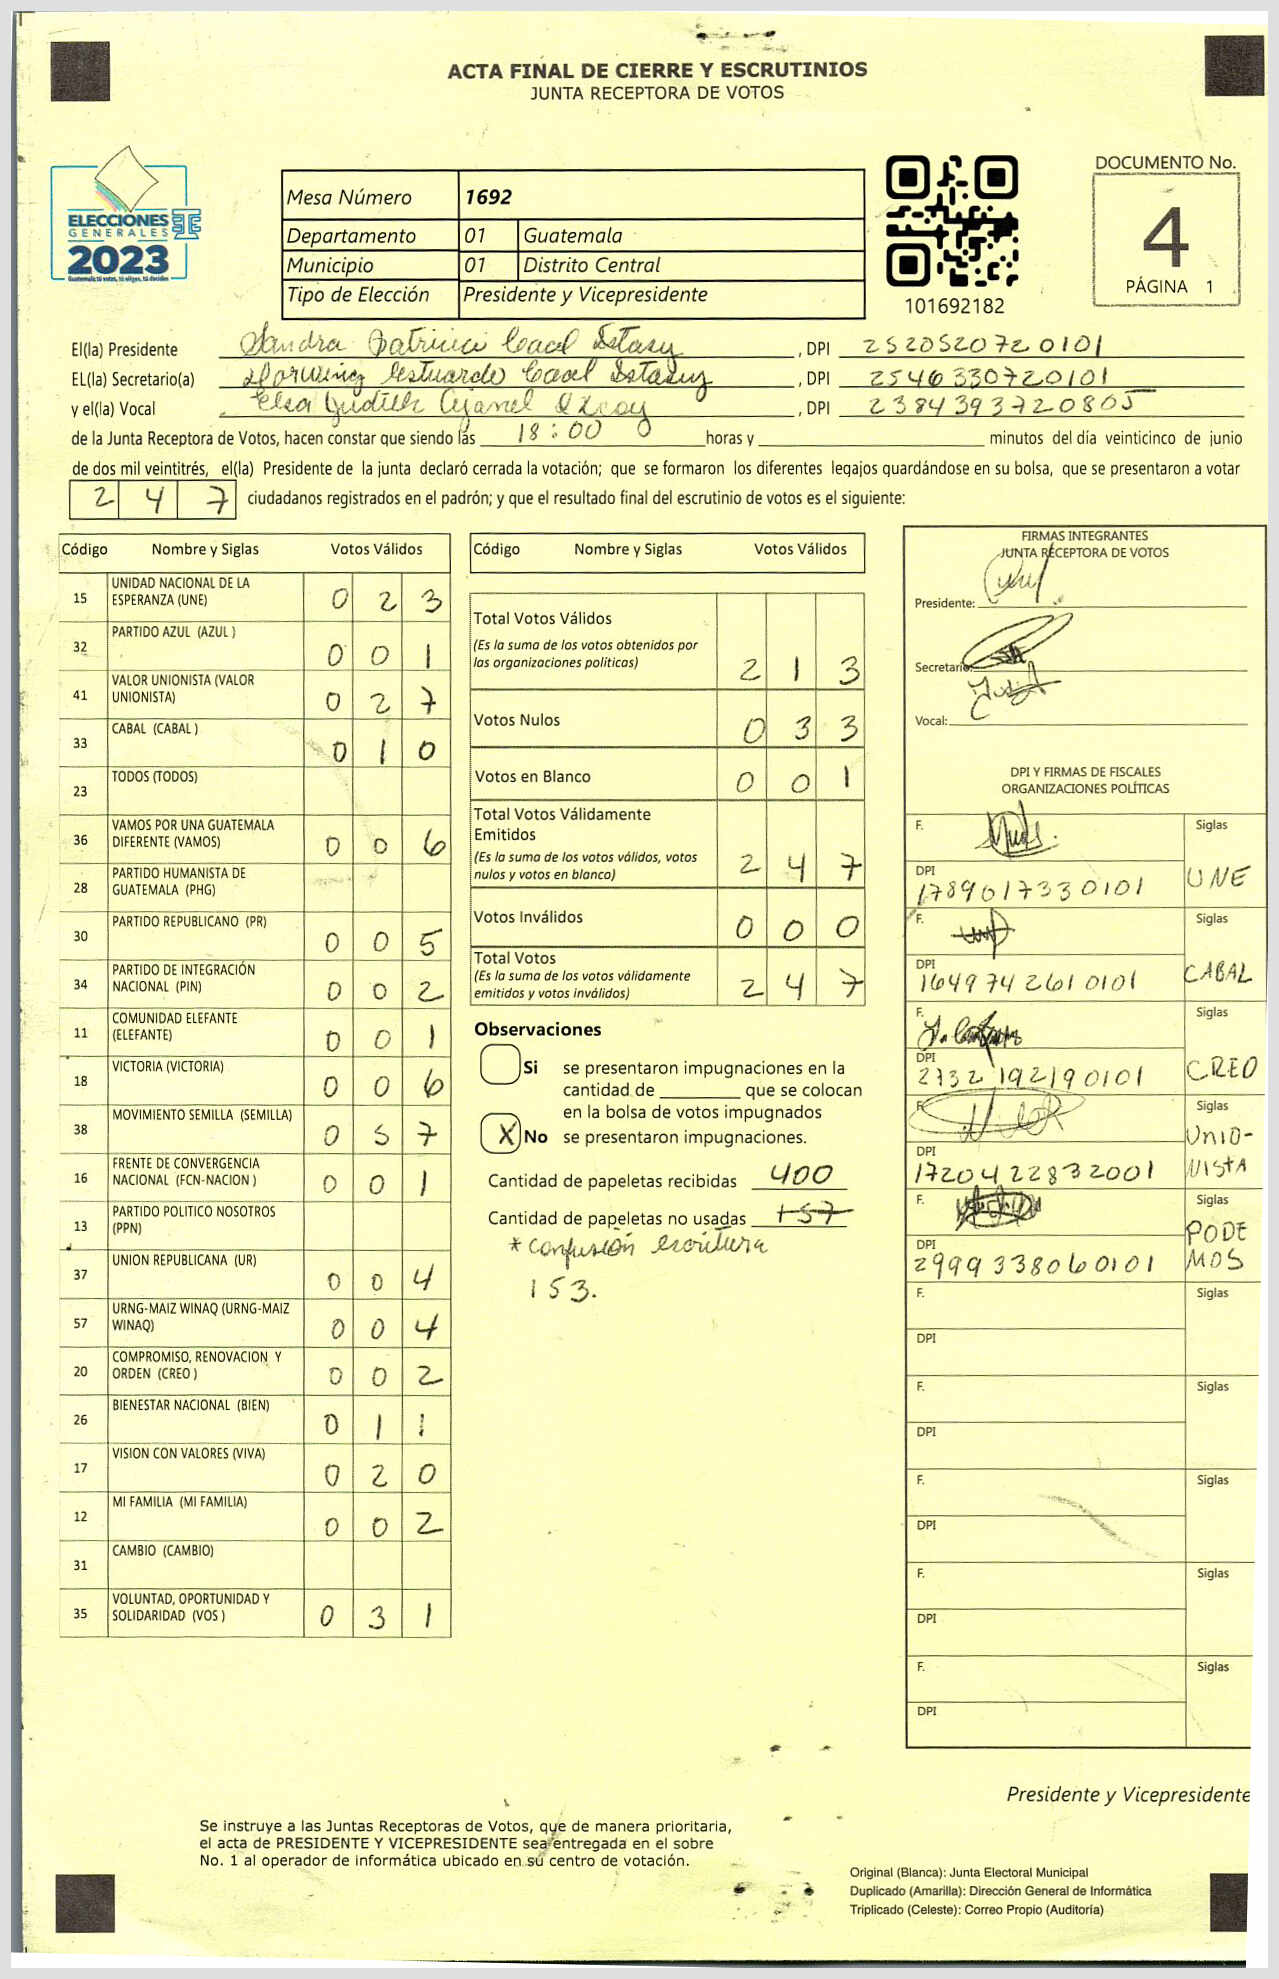 ACTA FINAL DE CIERRE Y ESCRUTINIOS
JUNTA RECEPTORA DE VOTOS
ELECCIONES
GENERALES
2023
Guatemala: tú votas, tú eliges, tú decides
Mesa Número 1692
Departamento 01 Guatemala
Municipio 01 Distrito Central
Tipo de Elección Presidente y Vicepresidente
101692182
DOCUMENTO No.
4
PÁGINA 1
El(la) Presidente Sandra Patricia Caal Istasy, DPI 2520520720101
EL(la) Secretario(a) Estuardo Caal Istasuy, DPI 2546330720101
y el(la) Vocal Elsa Judith, DPI 2384393720805
de la Junta Receptora de Votos, hacen constar que siendo las 18:00 horas y ________ minutos del día veinticinco de junio
de dos mil veintitrés, el(la) Presidente de la junta declaró cerrada la votación; que se formaron los diferentes legajos guardándose en su bolsa, que se presentaron a votar
2 4 7 ciudadanos registrados en el padrón; y que el resultado final del escrutinio de votos es el siguiente:
Código Nombre y Siglas Votos Válidos
15 UNIDAD NACIONAL DE LA ESPERANZA (UNE) 0 2 3
32 PARTIDO AZUL (AZUL ) 0 0 1
41 VALOR UNIONISTA (VALOR UNIONISTA) 0 2 7
33 CABAL (CABAL ) 0 1 0
23 TODOS (TODOS)
36 VAMOS POR UNA GUATEMALA DIFERENTE (VAMOS) 0 0 6
28 PARTIDO HUMANISTA DE GUATEMALA (PHG)
30 PARTIDO REPUBLICANO (PR) 0 0 5
34 PARTIDO DE INTEGRACIÓN NACIONAL (PIN) 0 0 2
11 COMUNIDAD ELEFANTE (ELEFANTE) 0 0 1
18 VICTORIA (VICTORIA) 0 0 6
38 MOVIMIENTO SEMILLA (SEMILLA) 0 5 7
16 FRENTE DE CONVERGENCIA NACIONAL (FCN-NACION ) 0 0 1
13 PARTIDO POLITICO NOSOTROS (PPN)
37 UNION REPUBLICANA (UR) 0 0 4
57 URNG-MAIZ WINAQ (URNG-MAIZ WINAQ) 0 0 4
20 COMPROMISO, RENOVACION Y ORDEN (CREO ) 0 0 2
26 BIENESTAR NACIONAL (BIEN) 0 1 1
17 VISION CON VALORES (VIVA) 0 2 0
12 MI FAMILIA (MI FAMILIA) 0 0 2
31 CAMBIO (CAMBIO)
35 VOLUNTAD, OPORTUNIDAD Y SOLIDARIDAD (VOS ) 0 3 1
Código Nombre y Siglas Votos Válidos
Total Votos Válidos
(Es la suma de los votos obtenidos por
las organizaciones políticas) 2 1 3
Votos Nulos 0 3 3
Votos en Blanco 0 0 1
Total Votos Válidamente
Emitidos
(Es la suma de los votos válidos, votos
nulos y votos en blanco) 2 4 7
Votos Inválidos 0 0 0
Total Votos
(Es la suma de los votos válidamente
emitidos y votos inválidos) 2 4 7
Observaciones
Si se presentaron impugnaciones en la
cantidad de ________ que se colocan
en la bolsa de votos impugnados
X No se presentaron impugnaciones.
Cantidad de papeletas recibidas 400
Cantidad de papeletas no usadas 157
* confusión escritura
153.
FIRMAS INTEGRANTES
JUNTA RECEPTORA DE VOTOS
Presidente:
Secretario:
Vocal:
DPI Y FIRMAS DE FISCALES
ORGANIZACIONES POLÍTICAS
F. Siglas
DPI 1789017330101 UNE
F. Siglas
DPI 1649742610101 CABAL
F. Siglas
DPI 2732192190101 CREO
F. Siglas
DPI 1720422832001 UNIO-
NISTA
F. Siglas
DPI 2999338060101 PODE
MOS
F. Siglas
DPI
F. Siglas
DPI
F. Siglas
DPI
F. Siglas
DPI
F. Siglas
DPI
Presidente y Vicepresidente
Se instruye a las Juntas Receptoras de Votos, que de manera prioritaria,
el acta de PRESIDENTE Y VICEPRESIDENTE sea entregada en el sobre
No. 1 al operador de informática ubicado en su centro de votación.
Original (Blanca): Junta Electoral Municipal
Duplicado (Amarilla): Dirección General de Informática
Triplicado (Celeste): Correo Propio (Auditoría)